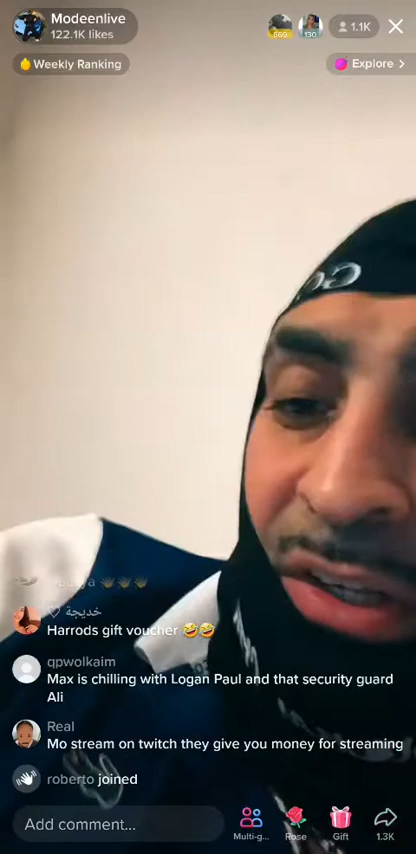 Modeenlive
122.1K likes
669
130
1.1K
Weekly Ranking
Explore
خديجة
Harrods gift voucher 🤣🤣
qpwolkaim
Max is chilling with Logan Paul and that security guard
Ali
Real
Mo stream on twitch they give you money for streaming
roberto joined
Add comment...
Multi-g...
Rose
Gift
1.3K